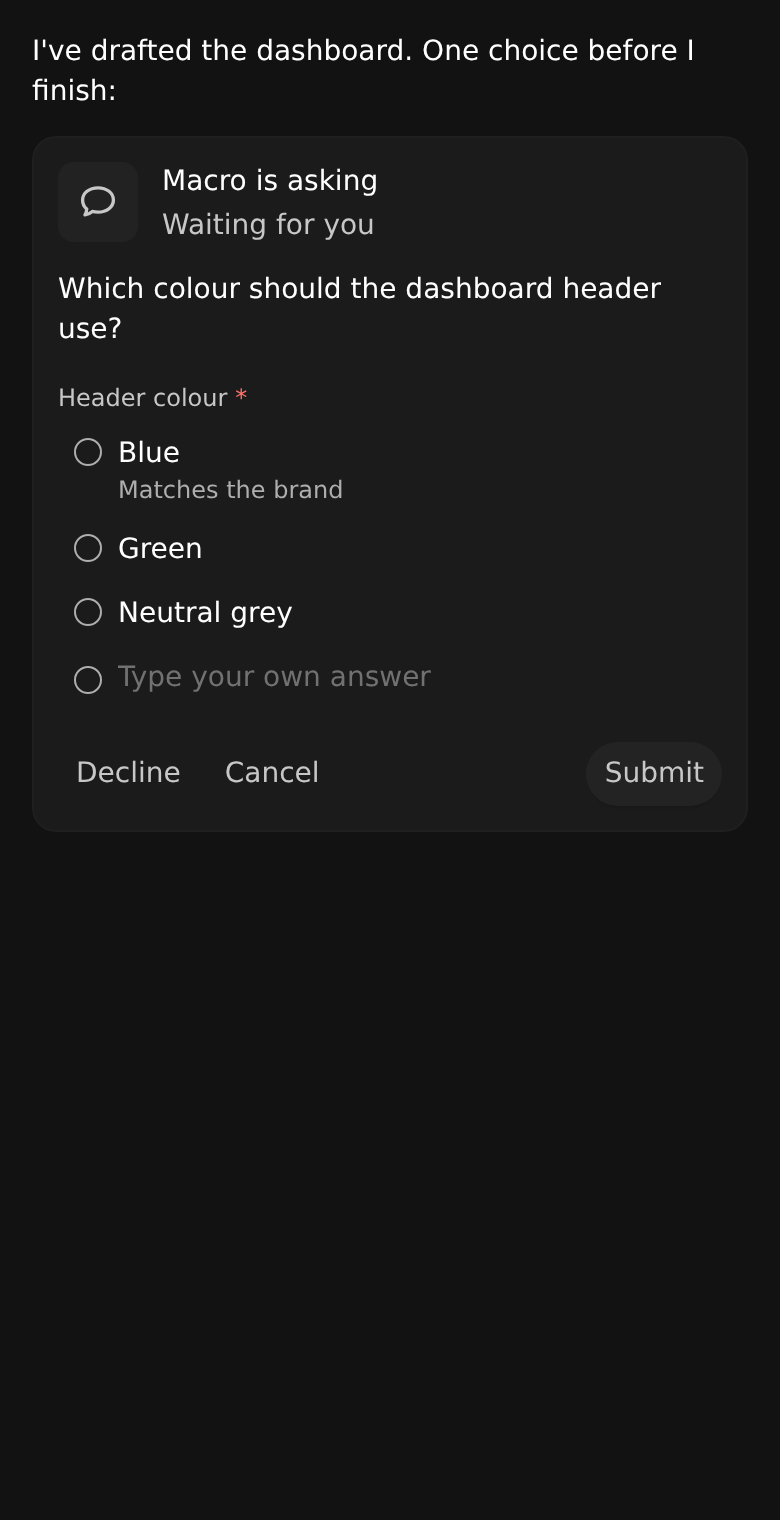 I've drafted the dashboard. One choice before I
finish:
Macro is asking
Waiting for you
Which colour should the dashboard header
use?
Header colour *
Blue
Matches the brand
Green
Neutral grey
Type your own answer
Decline Cancel Submit